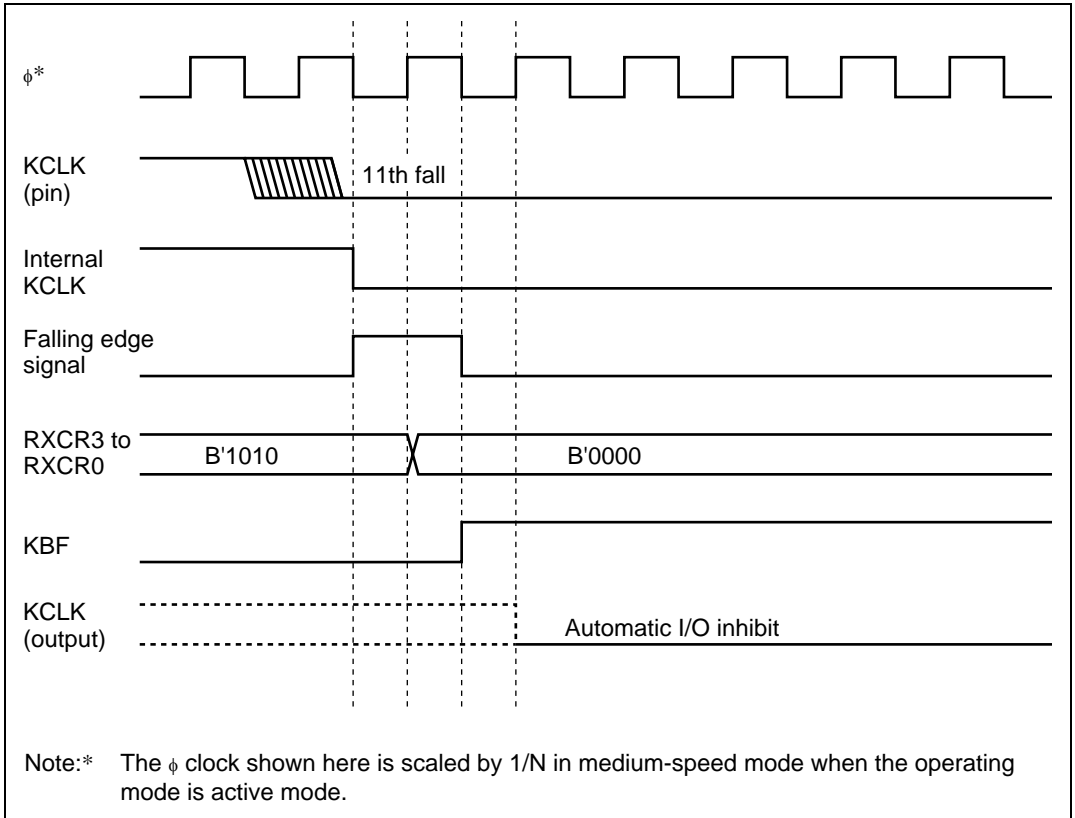 ϕ*
KCLK
(pin)
11th fall
Internal
KCLK
Falling edge
signal
RXCR3 to
RXCR0
B'1010
B'0000
KBF
KCLK
(output)
Automatic I/O inhibit
Note:* The ϕ clock shown here is scaled by 1/N in medium-speed mode when the operating
mode is active mode.